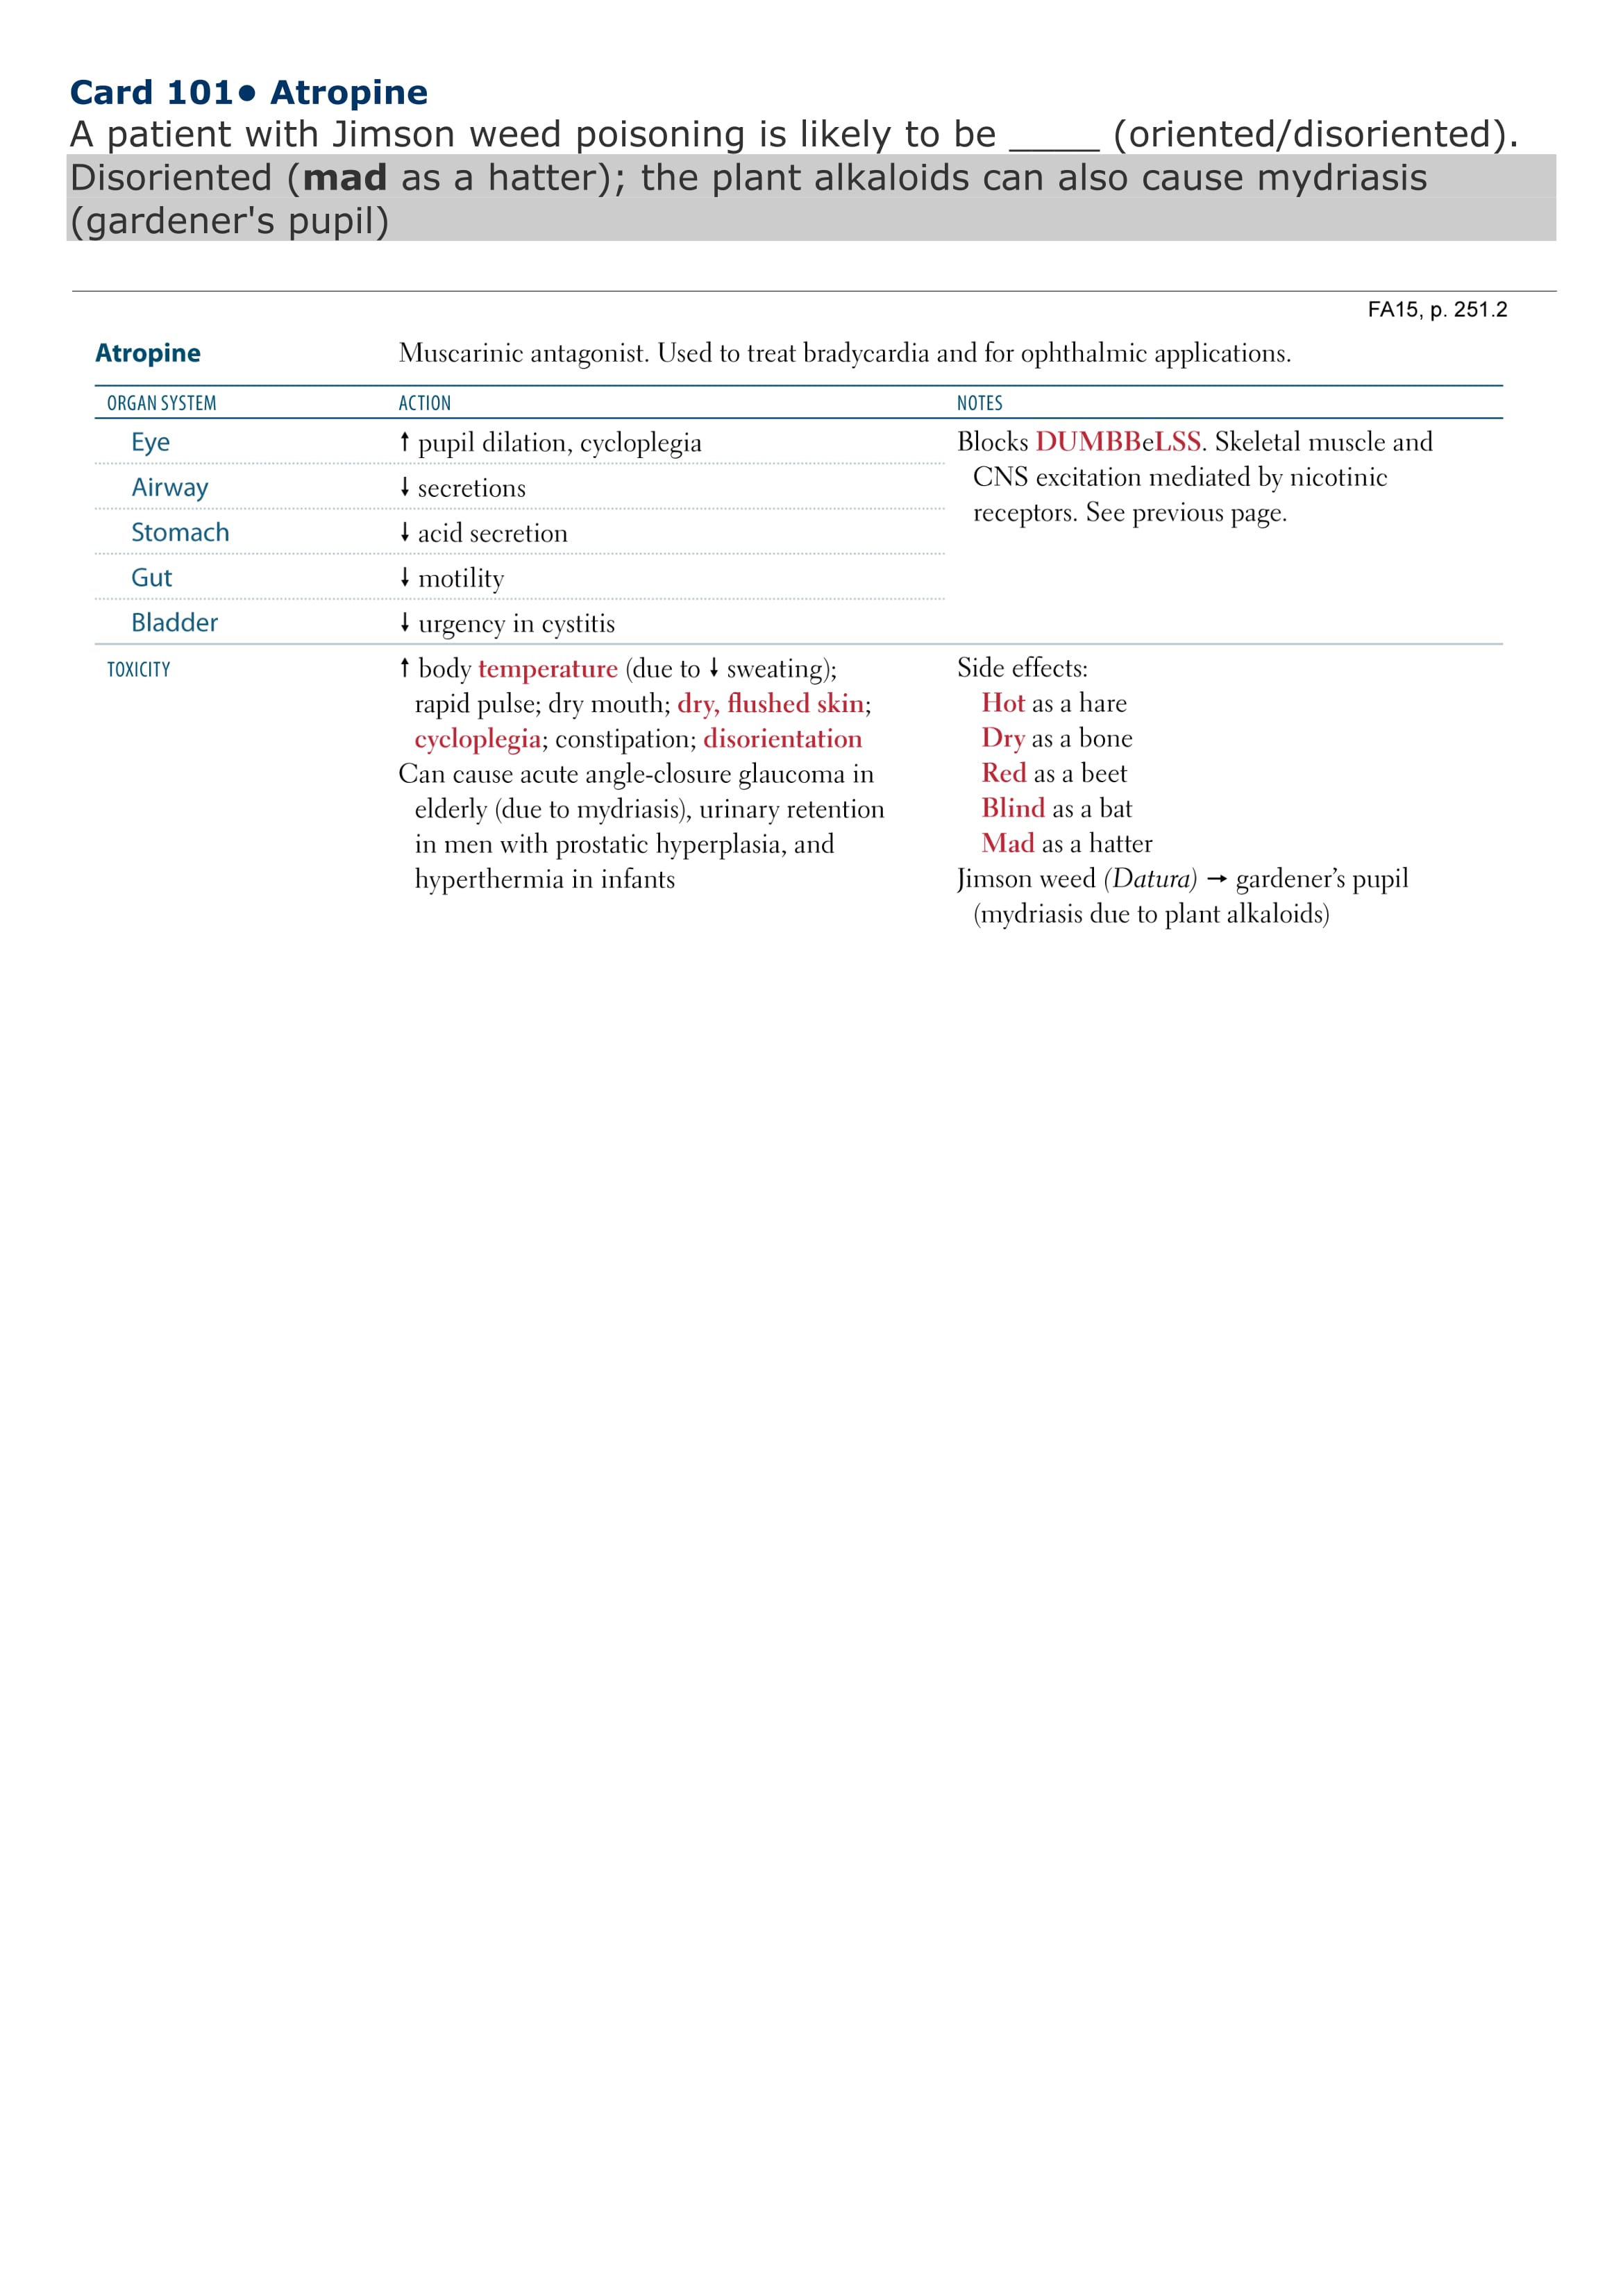 Card 101• Atropine
A patient with Jimson weed poisoning is likely to be _____ (oriented/disoriented).
Disoriented (mad as a hatter); the plant alkaloids can also cause mydriasis
(gardener's pupil)
FA15, p. 251.2
Atropine Muscarinic antagonist. Used to treat bradycardia and for ophthalmic applications.
ORGAN SYSTEM ACTION NOTES
Eye ↑ pupil dilation, cycloplegia Blocks DUMBBeLSS. Skeletal muscle and
CNS excitation mediated by nicotinic
receptors. See previous page.
Airway ↓ secretions
Stomach ↓ acid secretion
Gut ↓ motility
Bladder ↓ urgency in cystitis
TOXICITY ↑ body temperature (due to ↓ sweating);
rapid pulse; dry mouth; dry, flushed skin;
cycloplegia; constipation; disorientation
Can cause acute angle-closure glaucoma in
elderly (due to mydriasis), urinary retention
in men with prostatic hyperplasia, and
hyperthermia in infants
Side effects:
Hot as a hare
Dry as a bone
Red as a beet
Blind as a bat
Mad as a hatter
Jimson weed (Datura) → gardener’s pupil
(mydriasis due to plant alkaloids)